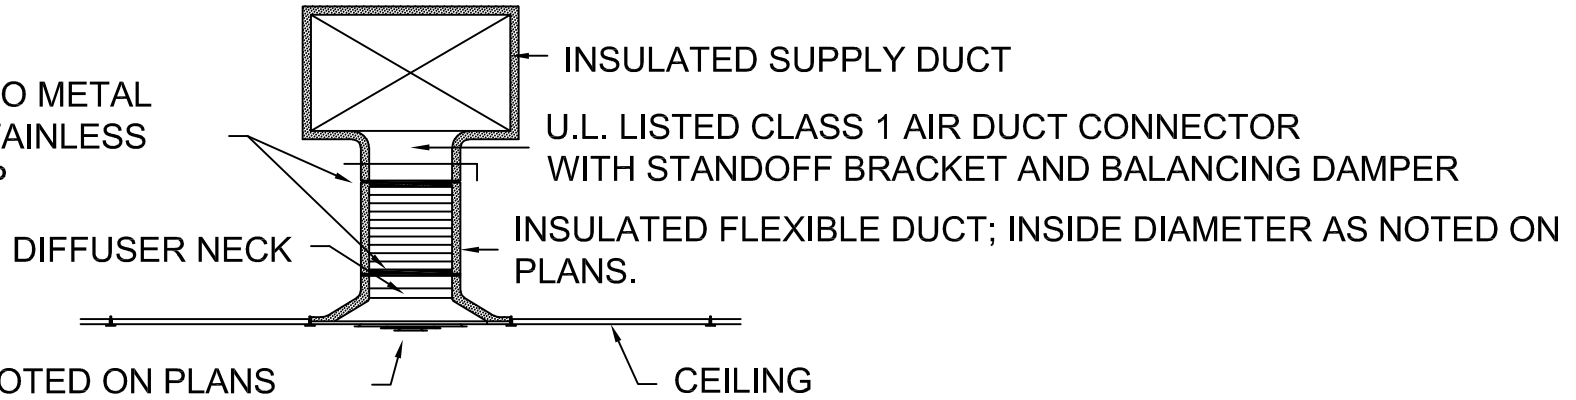 INSULATED SUPPLY DUCT
O METAL
TAINLESS
P
U.L. LISTED CLASS 1 AIR DUCT CONNECTOR
WITH STANDOFF BRACKET AND BALANCING DAMPER
DIFFUSER NECK
INSULATED FLEXIBLE DUCT; INSIDE DIAMETER AS NOTED ON
PLANS.
OTED ON PLANS
CEILING